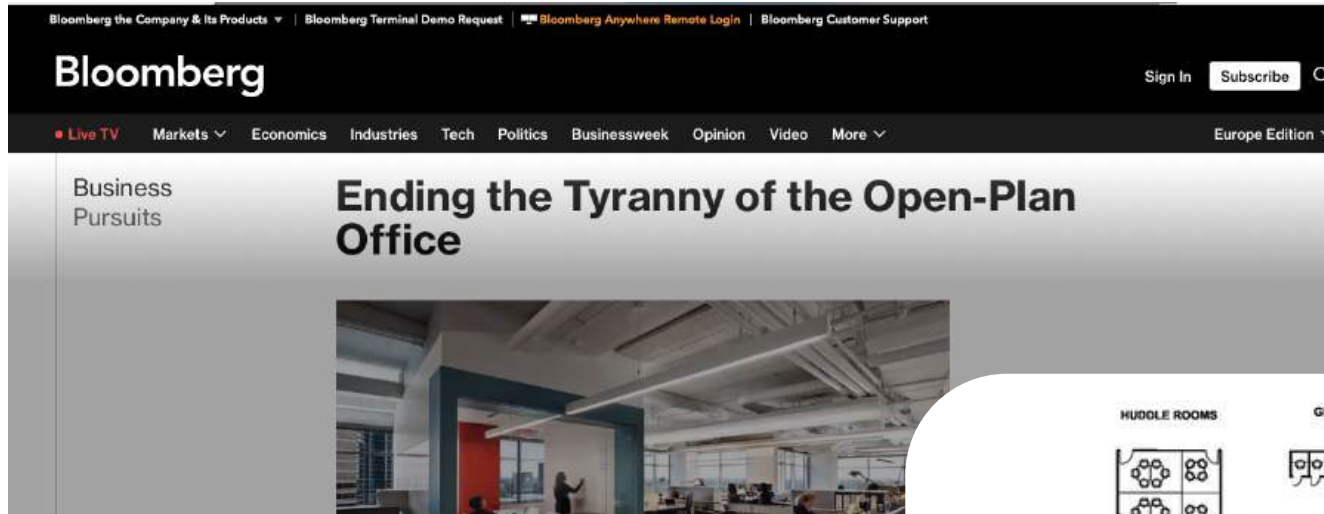 Bloomberg the Company & Its Products | Bloomberg Terminal Demo Request | Bloomberg Anywhere Remote Login | Bloomberg Customer Support
Bloomberg
Sign In Subscribe
Live TV Markets Economics Industries Tech Politics Businessweek Opinion Video More Europe Edition
Business
Pursuits
Ending the Tyranny of the Open-Plan
Office
HUDDLE ROOMS